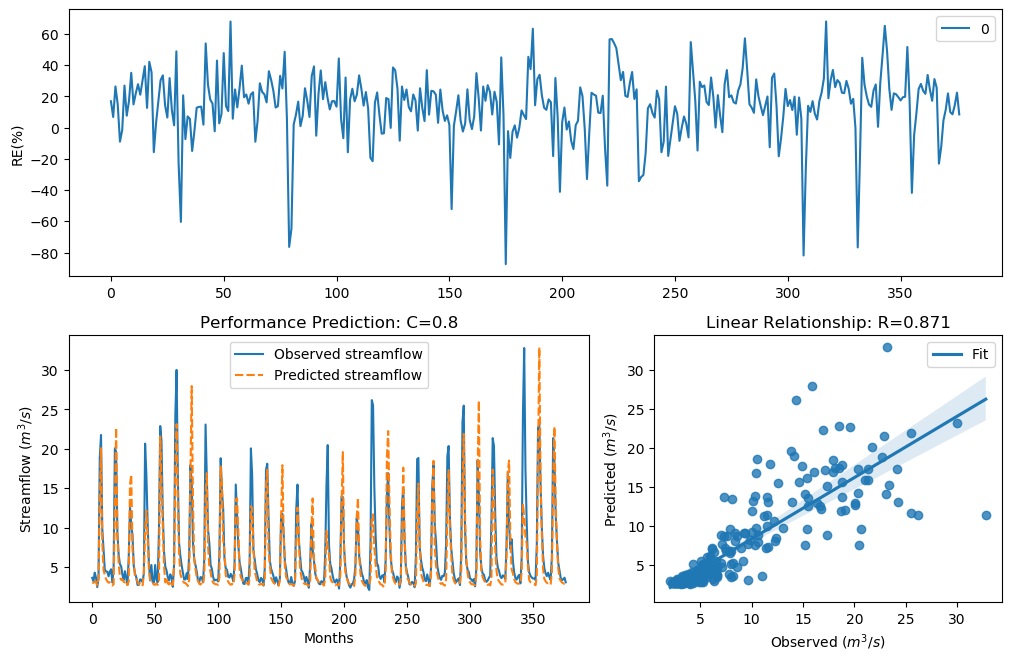 60
40
20
0
−20
−40
−60
−80
RE(%)
0
0 50 100 150 200 250 300 350
Performance Prediction: C=0.8
Observed streamflow
Predicted streamflow
30
25
20
15
10
5
Streamflow (m³/s)
0 50 100 150 200 250 300 350
Months
Linear Relationship: R=0.871
Fit
30
25
20
15
10
5
Predicted (m³/s)
5 10 15 20 25 30
Observed (m³/s)